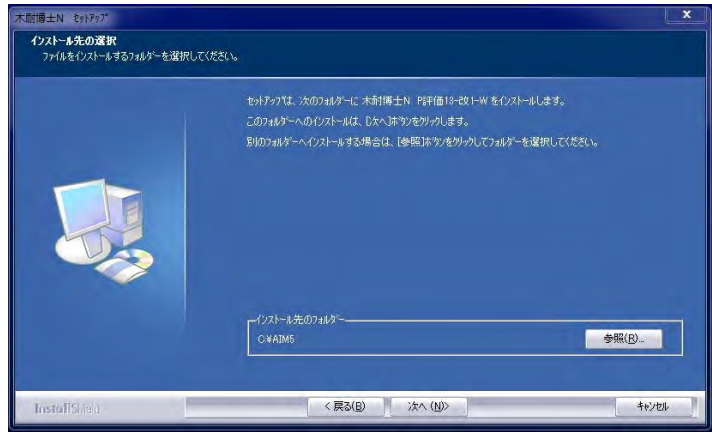 木耐博士N セットアップ
インストール先の選択
ファイルをインストールするフォルダーを選択してください。
セットアップは、次のフォルダーに 木耐博士N P評価13-改1-W をインストールします。
このフォルダーへのインストールは、[次へ]ボタンをクリックします。
別のフォルダーへインストールする場合は、[参照]ボタンをクリックしてフォルダーを選択してください。
インストール先のフォルダー
C:¥AIM5
参照(R)...
InstallShield
< 戻る(B)
次へ (N)>
キャンセル